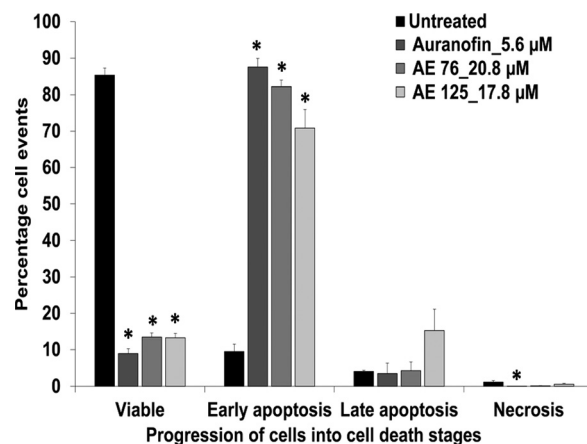 Percentage cell events
100
90
80
70
60
50
40
30
20
10
0
Untreated
Auranofin_5.6 µM
AE 76_20.8 µM
AE 125_17.8 µM
* * *
* * *
*
Viable Early apoptosis Late apoptosis Necrosis
Progression of cells into cell death stages